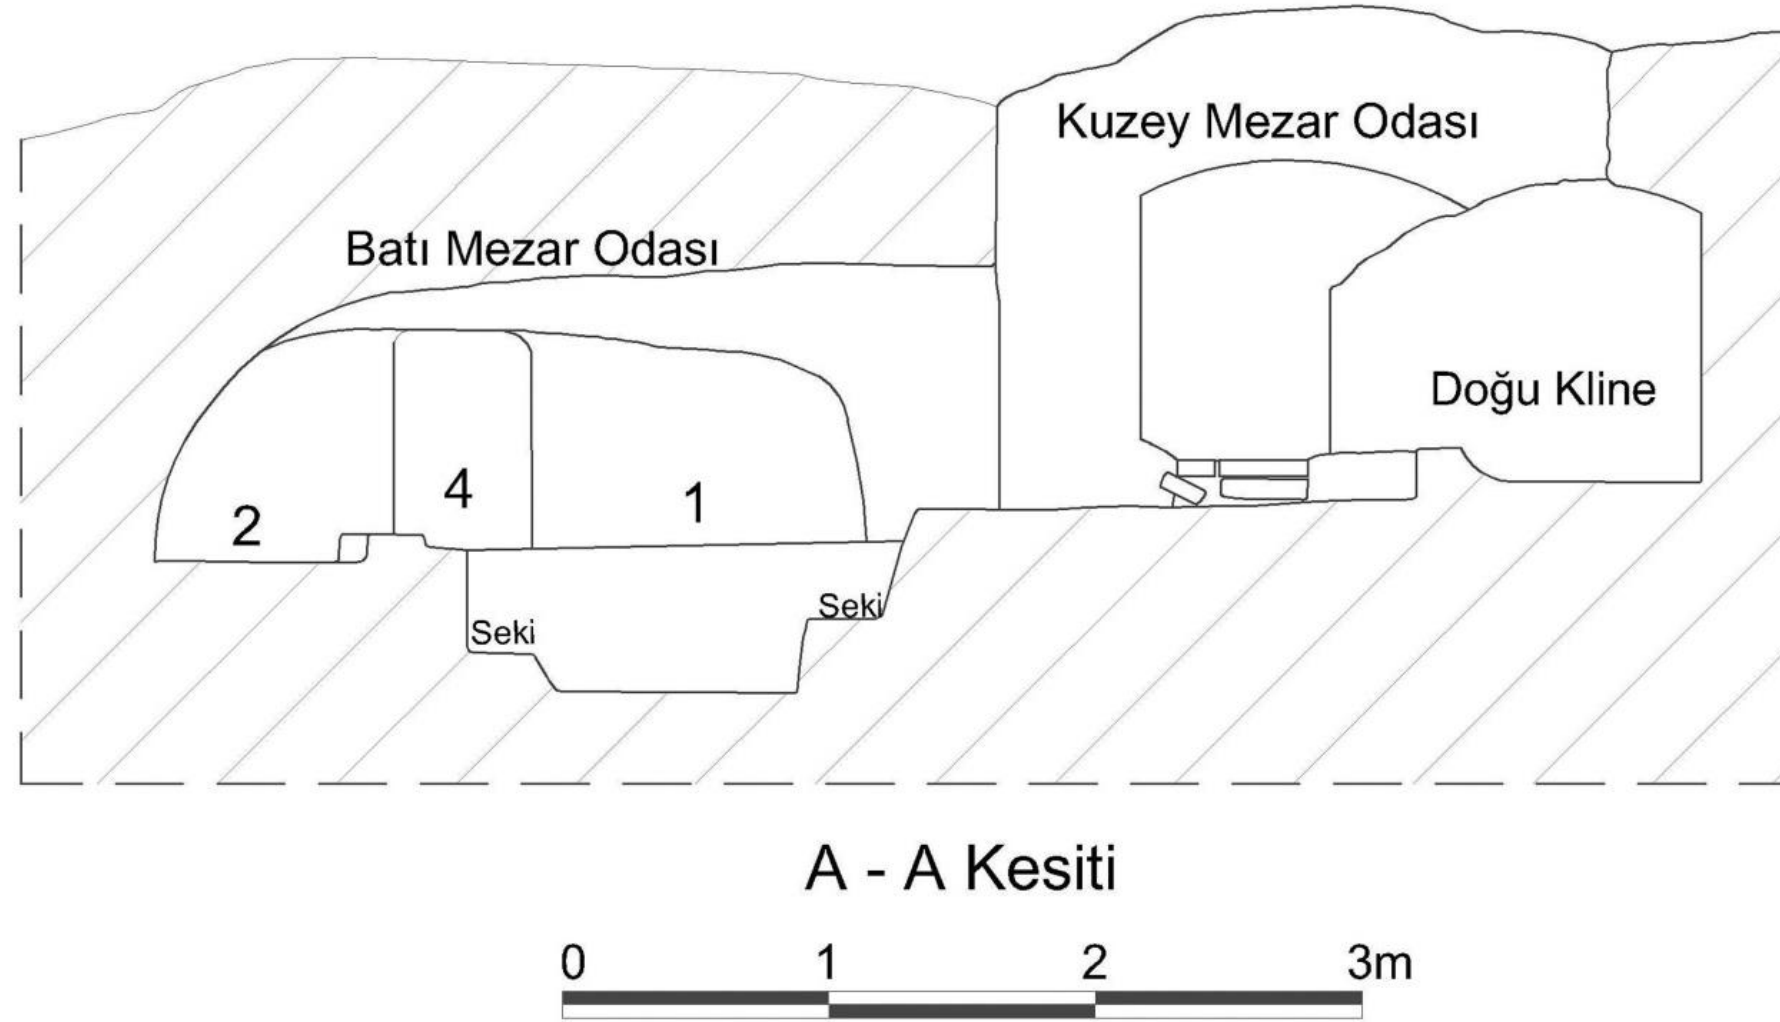 Kuzey Mezar Odası
Batı Mezar Odası
Doğu Kline
2
4
1
Seki
Seki
A - A Kesiti
0 1 2 3m